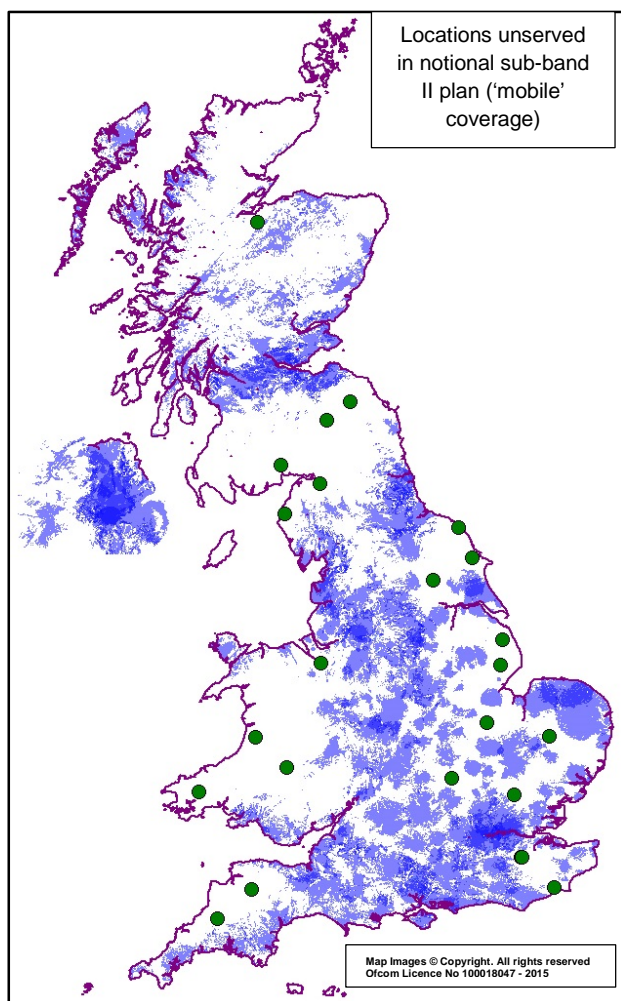 Locations unserved
in notional sub-band
II plan (‘mobile’
coverage)
Map Images © Copyright. All rights reserved
Ofcom Licence No 100018047 - 2015